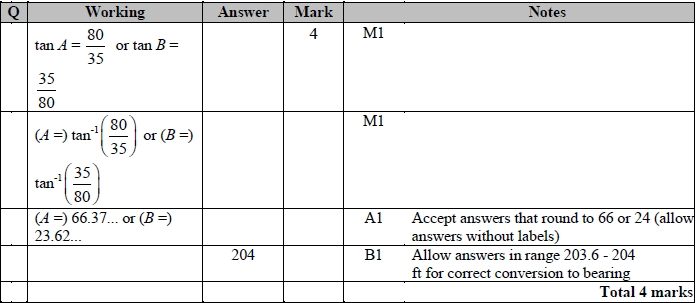 Q Working Answer Mark Notes
tan A = 80/35 or tan B = 4 M1
35/80
(A =) tan⁻¹(80/35) or (B =) M1
tan⁻¹(35/80)
(A =) 66.37... or (B =) A1 Accept answers that round to 66 or 24 (allow
23.62... answers without labels)
204 B1 Allow answers in range 203.6 - 204
ft for correct conversion to bearing
Total 4 marks